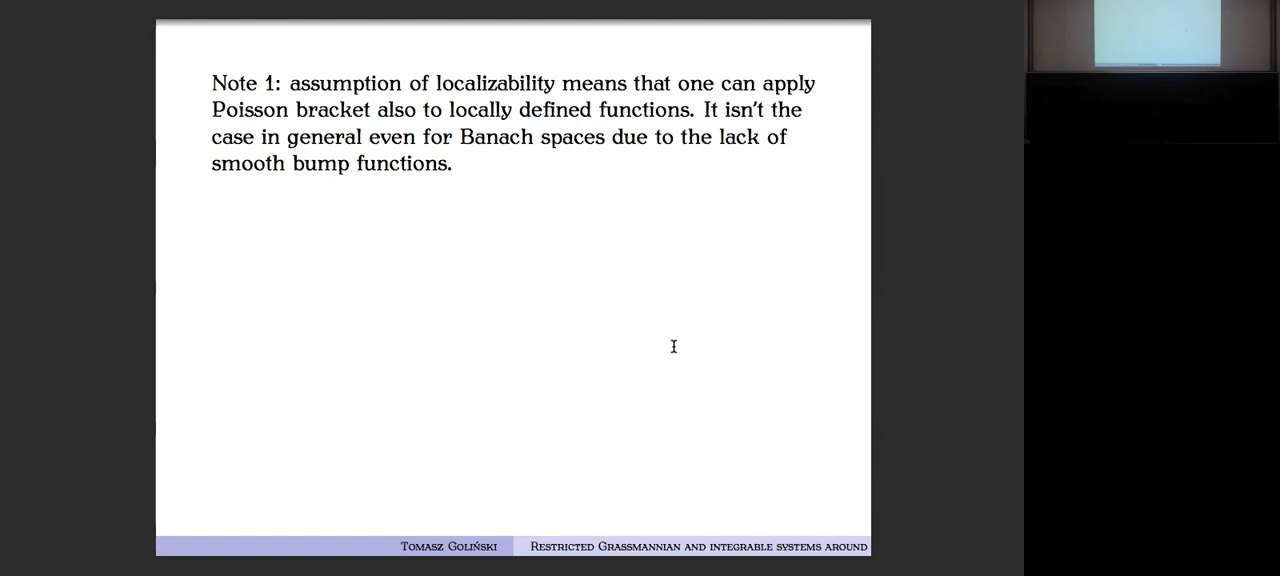 Note 1: assumption of localizability means that one can apply
Poisson bracket also to locally defined functions. It isn't the
case in general even for Banach spaces due to the lack of
smooth bump functions.
Tomasz Goliński Restricted Grassmannian and integrable systems around